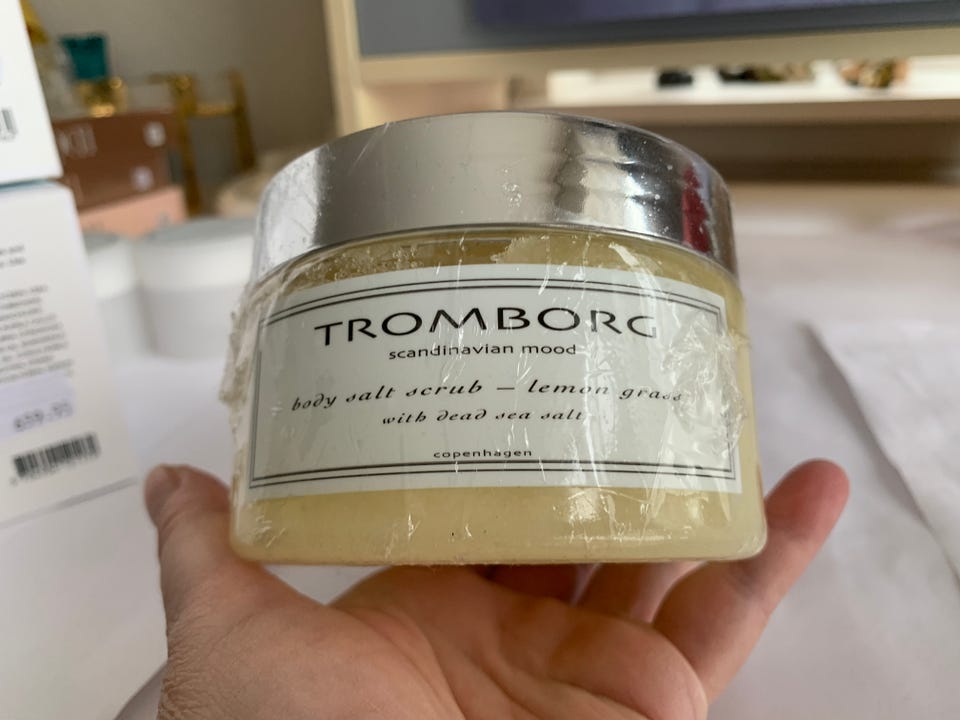 TROMBORG
scandinavian mood
body salt scrub — lemon grass
with dead sea salt
copenhagen